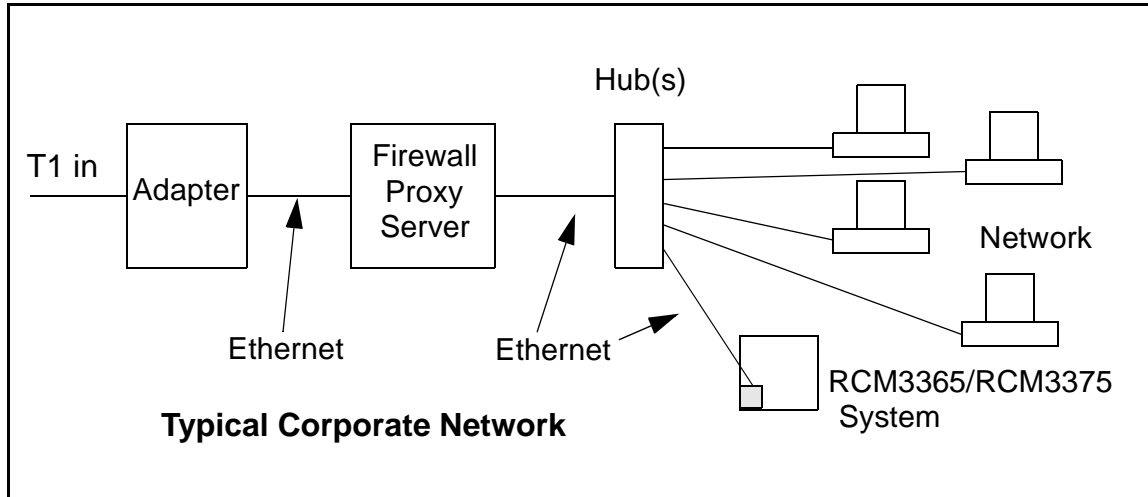 Hub(s)
T1 in
Adapter
Firewall
Proxy
Server
Network
Ethernet
Ethernet
RCM3365/RCM3375
System
Typical Corporate Network